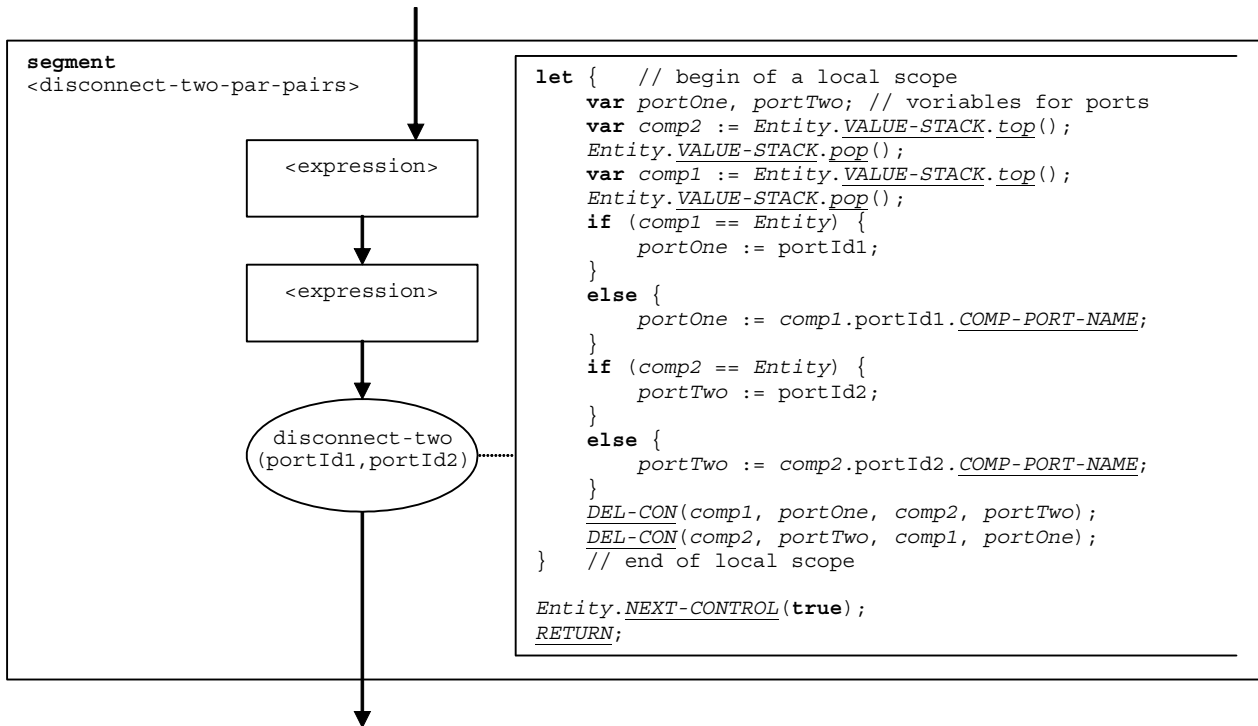 segment
<disconnect-two-par-pairs>
<expression>
<expression>
disconnect-two
(portId1,portId2)
let {   // begin of a local scope
    var portOne, portTwo; // voriables for ports
    var comp2 := Entity.VALUE-STACK.top();
    Entity.VALUE-STACK.pop();
    var comp1 := Entity.VALUE-STACK.top();
    Entity.VALUE-STACK.pop();
    if (comp1 == Entity) {
        portOne := portId1;
    }
    else {
        portOne := comp1.portId1.COMP-PORT-NAME;
    }
    if (comp2 == Entity) {
        portTwo := portId2;
    }
    else {
        portTwo := comp2.portId2.COMP-PORT-NAME;
    }
    DEL-CON(comp1, portOne, comp2, portTwo);
    DEL-CON(comp2, portTwo, comp1, portOne);
}   // end of local scope
Entity.NEXT-CONTROL(true);
RETURN;